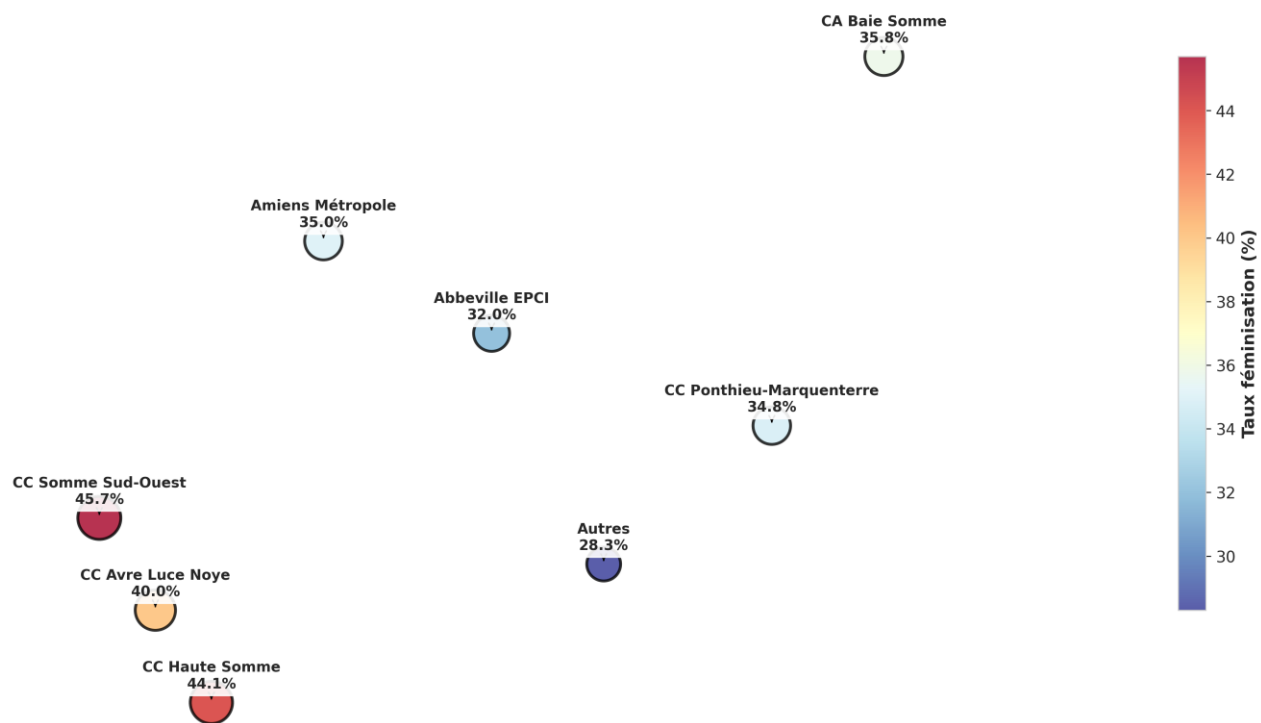 CA Baie Somme
35.8%
Amiens Métropole
35.0%
Abbeville EPCI
32.0%
CC Ponthieu-Marquenterre
34.8%
CC Somme Sud-Ouest
45.7%
Autres
28.3%
CC Avre Luce Noye
40.0%
CC Haute Somme
44.1%
44
42
40
38
36
34
32
30
Taux féminisation (%)